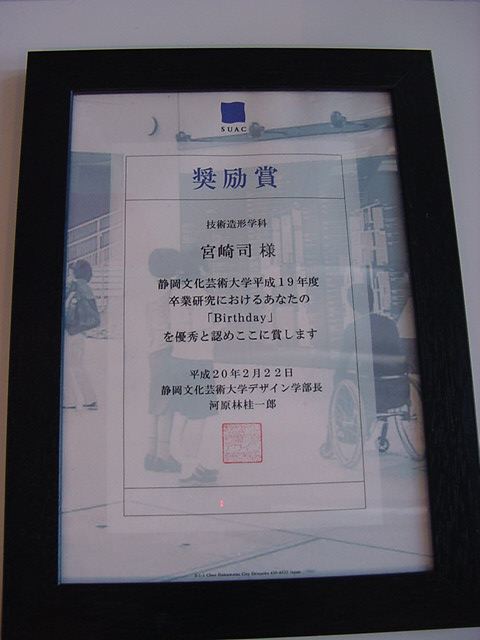 SUAC
奨励賞
技術造形学科
宮崎司 様
静岡文化芸術大学平成19年度
卒業研究におけるあなたの
「Birthday」
を優秀と認めここに賞します
平成20年2月22日
静岡文化芸術大学デザイン学部長
河原林桂一郎